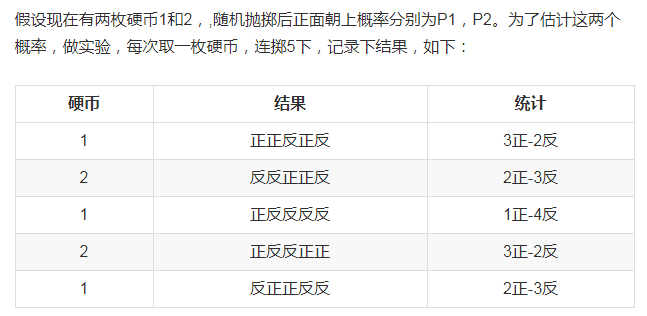 假设现在有两枚硬币1和2，,随机抛掷后正面朝上概率分别为P1，P2。为了估计这两个
概率，做实验，每次取一枚硬币，连掷5下，记录下结果，如下：
硬币 结果 统计
1 正正反正反 3正-2反
2 反反正正反 2正-3反
1 正反反反反 1正-4反
2 正反反正正 3正-2反
1 反正正反反 2正-3反